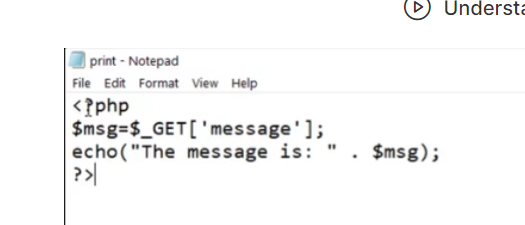 Understa
print - Notepad
File Edit Format View Help
<?php
$msg=$_GET['message'];
echo("The message is: " . $msg);
?>